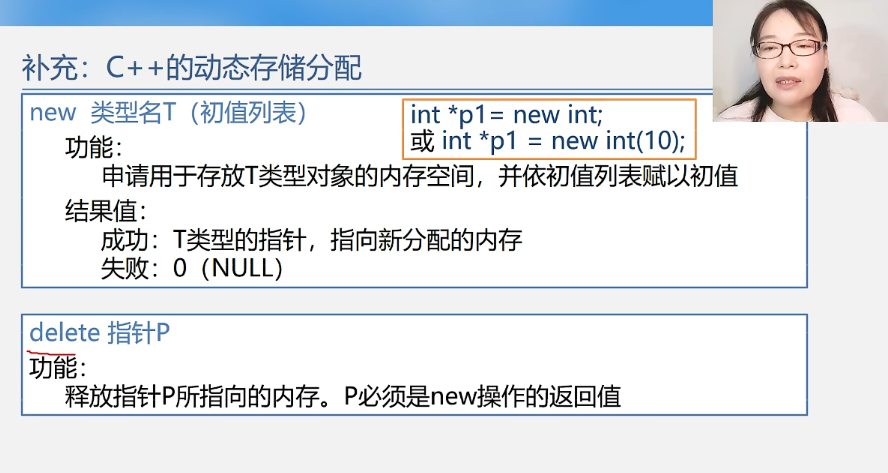 补充：C++的动态存储分配
new 类型名T（初值列表）
int *p1= new int;
或 int *p1 = new int(10);
功能：
申请用于存放T类型对象的内存空间，并依初值列表赋以初值
结果值：
成功：T类型的指针，指向新分配的内存
失败：0（NULL）
delete 指针P
功能：
释放指针P所指向的内存。P必须是new操作的返回值